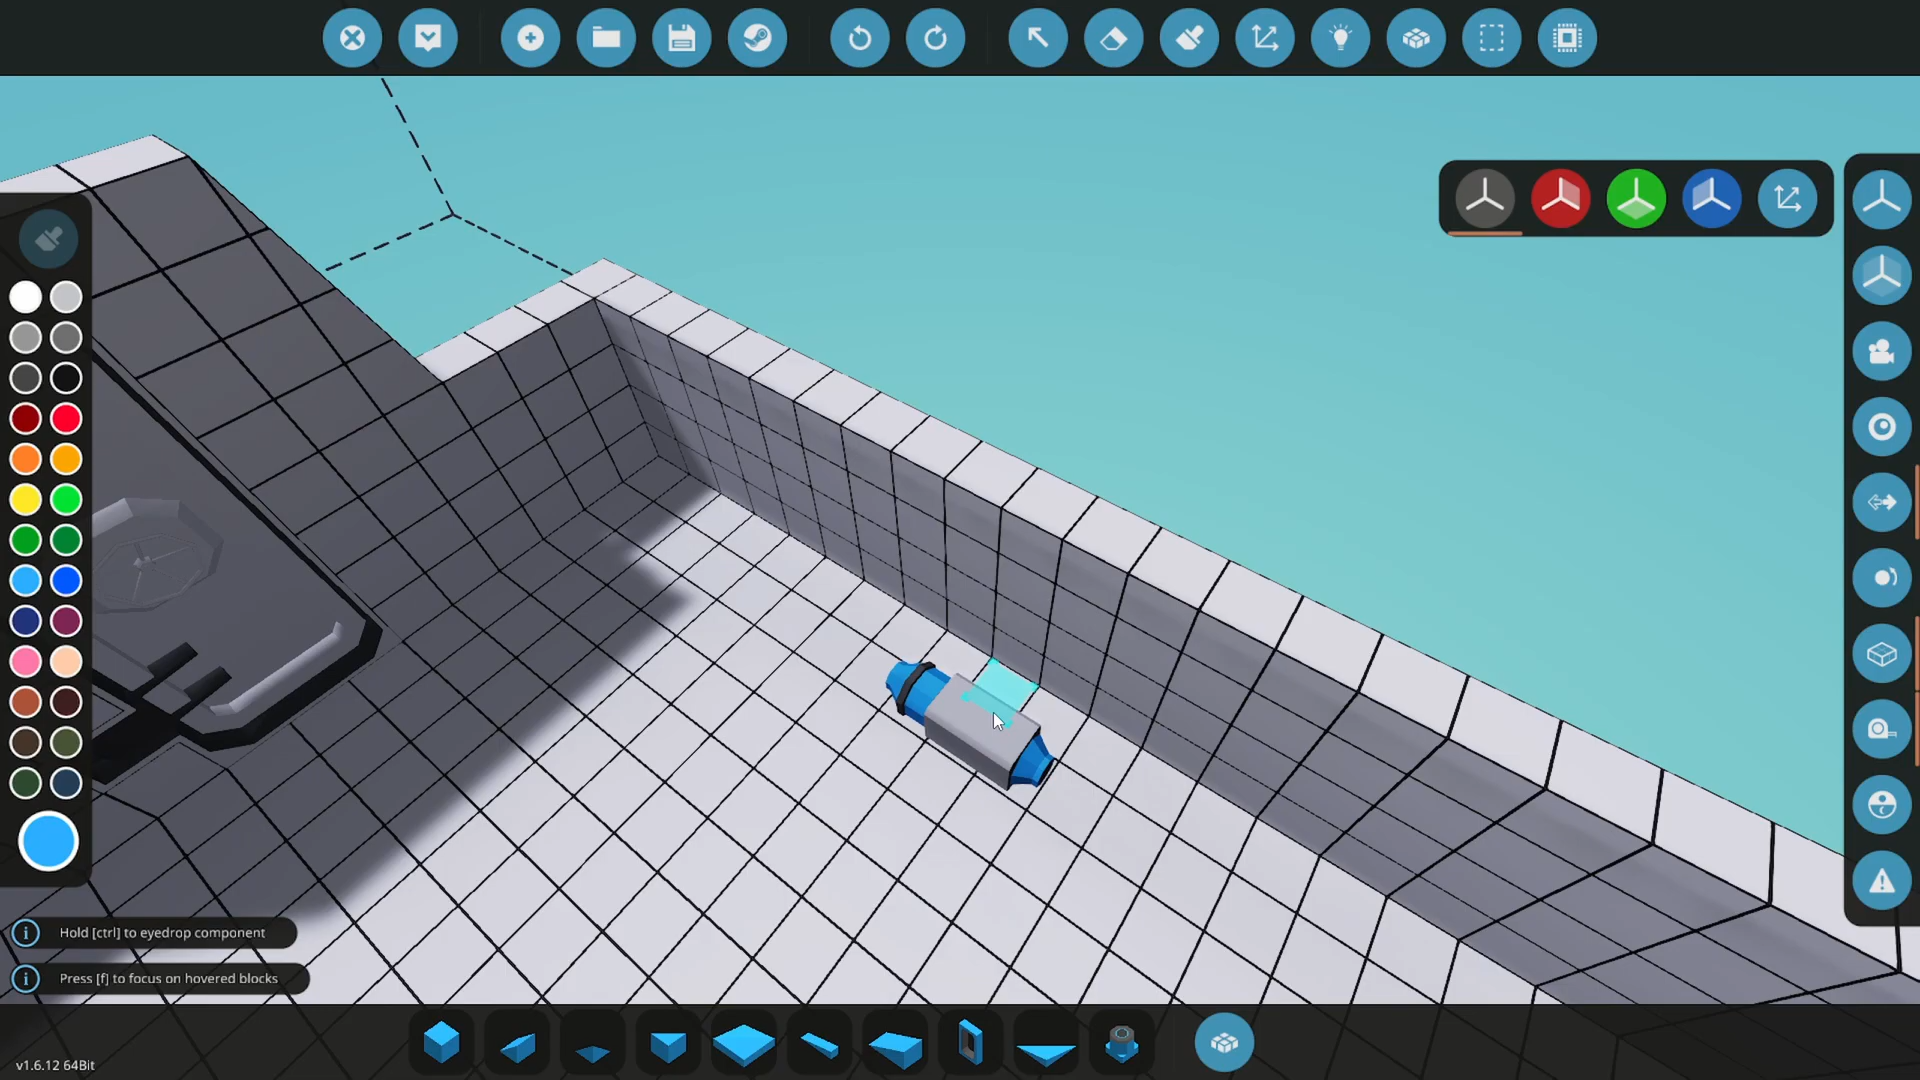 Hold [ctrl] to eyedrop component
Press [f] to focus on hovered blocks
v1.6.12 64Bit